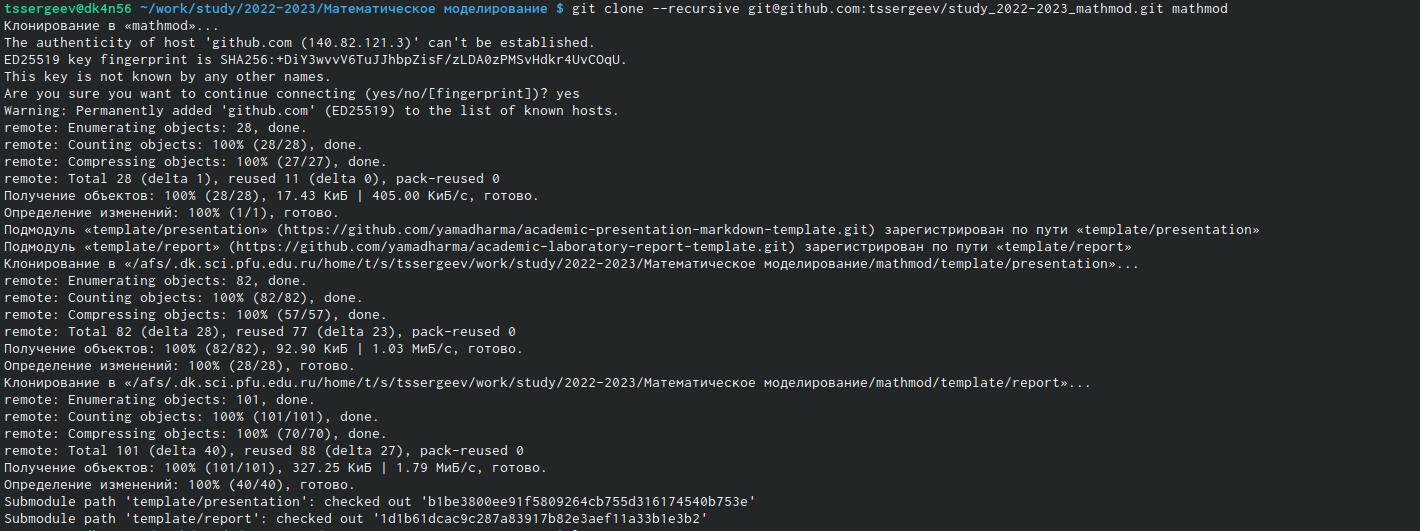 tssergeev@dk4n56 ~/work/study/2022-2023/Математическое моделирование $ git clone --recursive git@github.com:tssergeev/study_2022-2023_mathmod.git mathmod
Клонирование в «mathmod»...
The authenticity of host 'github.com (140.82.121.3)' can't be established.
ED25519 key fingerprint is SHA256:+DiY3wvvV6TuJJhbpZisF/zLDA0zPMSvHdkr4UvCOqU.
This key is not known by any other names.
Are you sure you want to continue connecting (yes/no/[fingerprint])? yes
Warning: Permanently added 'github.com' (ED25519) to the list of known hosts.
remote: Enumerating objects: 28, done.
remote: Counting objects: 100% (28/28), done.
remote: Compressing objects: 100% (27/27), done.
remote: Total 28 (delta 1), reused 11 (delta 0), pack-reused 0
Получение объектов: 100% (28/28), 17.43 КиБ | 405.00 КиБ/с, готово.
Определение изменений: 100% (1/1), готово.
Подмодуль «template/presentation» (https://github.com/yamadharma/academic-presentation-markdown-template.git) зарегистрирован по пути «template/presentation»
Подмодуль «template/report» (https://github.com/yamadharma/academic-laboratory-report-template.git) зарегистрирован по пути «template/report»
Клонирование в «/afs/.dk.sci.pfu.edu.ru/home/t/s/tssergeev/work/study/2022-2023/Математическое моделирование/mathmod/template/presentation»...
remote: Enumerating objects: 82, done.
remote: Counting objects: 100% (82/82), done.
remote: Compressing objects: 100% (57/57), done.
remote: Total 82 (delta 28), reused 77 (delta 23), pack-reused 0
Получение объектов: 100% (82/82), 92.90 КиБ | 1.03 МиБ/с, готово.
Определение изменений: 100% (28/28), готово.
Клонирование в «/afs/.dk.sci.pfu.edu.ru/home/t/s/tssergeev/work/study/2022-2023/Математическое моделирование/mathmod/template/report»...
remote: Enumerating objects: 101, done.
remote: Counting objects: 100% (101/101), done.
remote: Compressing objects: 100% (70/70), done.
remote: Total 101 (delta 40), reused 88 (delta 27), pack-reused 0
Получение объектов: 100% (101/101), 327.25 КиБ | 1.79 МиБ/с, готово.
Определение изменений: 100% (40/40), готово.
Submodule path 'template/presentation': checked out 'b1be3800ee91f5809264cb755d316174540b753e'
Submodule path 'template/report': checked out '1d1b61dcac9c287a83917b82e3aef11a33b1e3b2'